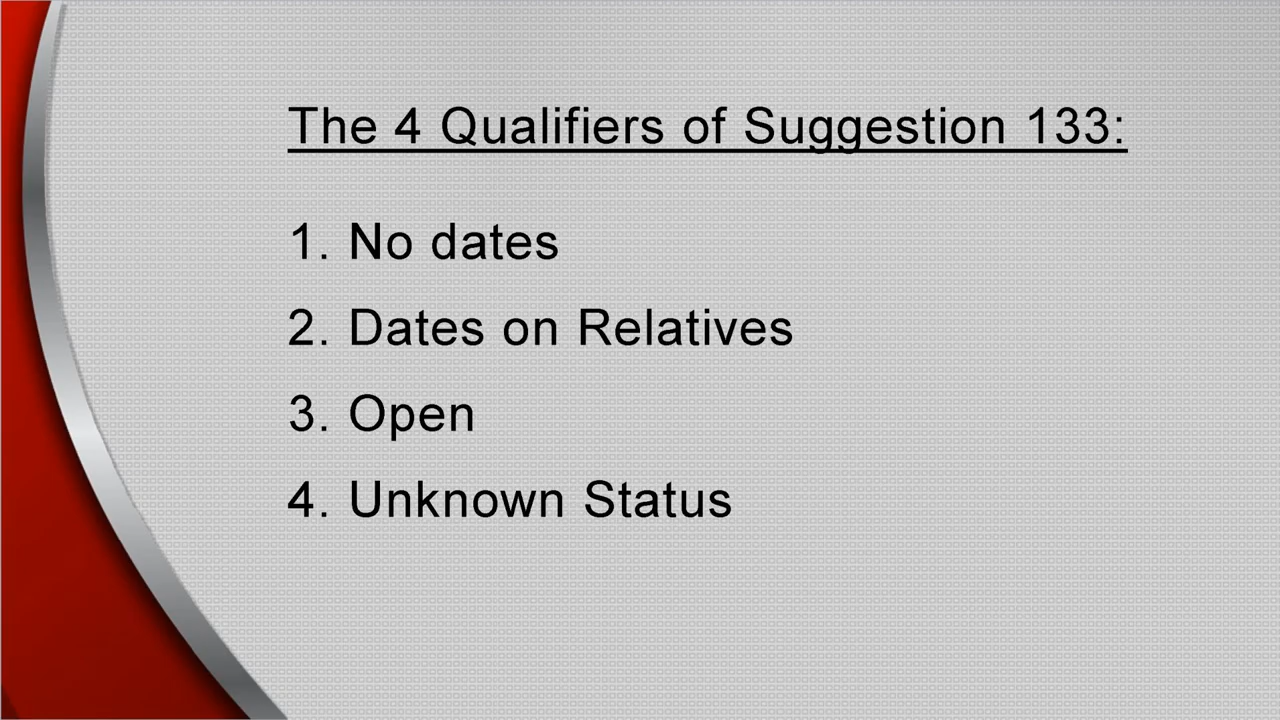 The 4 Qualifiers of Suggestion 133:
1. No dates
2. Dates on Relatives
3. Open
4. Unknown Status